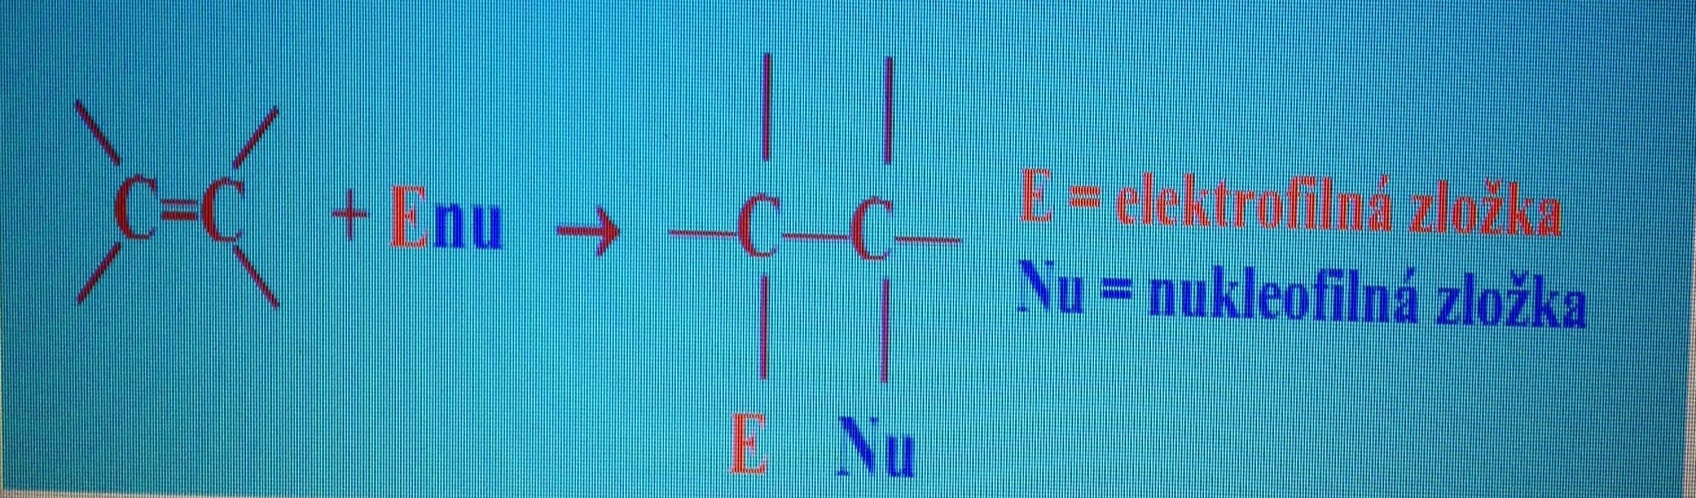 C=C + Enu → —C—C—
E Nu
E = elektrofilná zložka
Nu = nukleofilná zložka